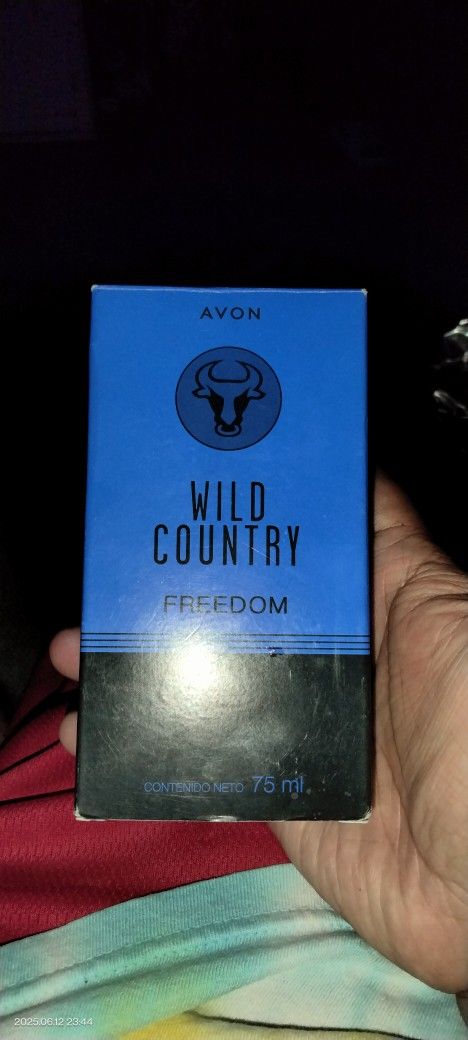 AVON
WILD
COUNTRY
FREEDOM
CONTENIDO NETO 75 ml
2025.06.12 23:44